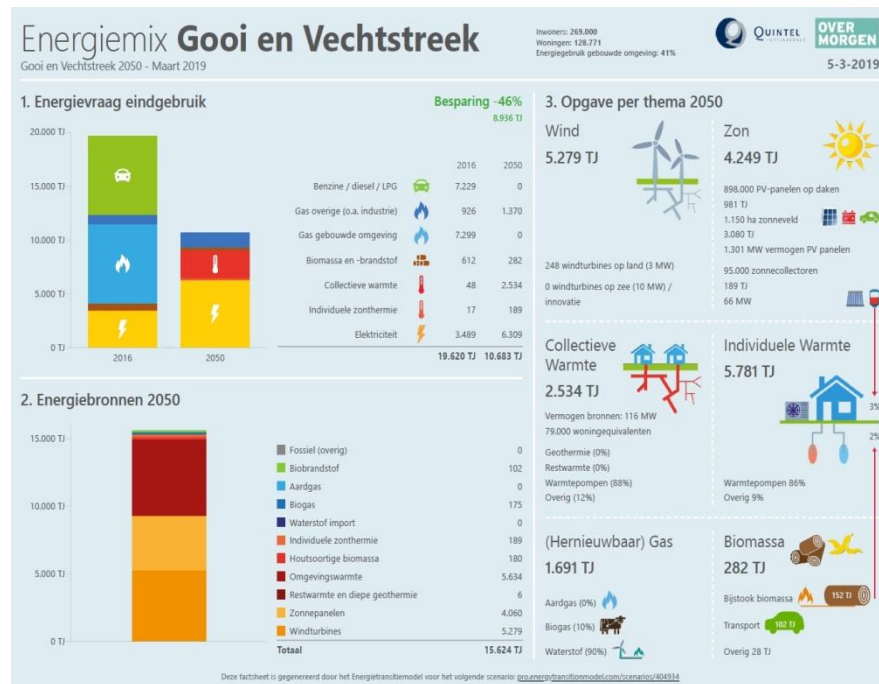 Energiemix Gooi en Vechtstreek
Gooi en Vechtstreek 2050 - Maart 2019
Inwoners: 269.000
Woningen: 128.771
Energiegebruik gebouwde omgeving: 41%
QUINTEL
OVER
MORGEN
5-3-2019
1. Energievraag eindgebruik
Besparing -46%
8.936 TJ
20.000 TJ
15.000 TJ
10.000 TJ
5.000 TJ
0 TJ
2016
2050
2016 2050
Benzine / diesel / LPG 7.229 0
Gas overige (o.a. industrie) 926 1.370
Gas gebouwde omgeving 7.299 0
Biomassa en -brandstof 612 282
Collectieve warmte 48 2.534
Individuele zonthermie 17 189
Elektriciteit 3.489 6.309
19.620 TJ 10.683 TJ
2. Energiebronnen 2050
15.000 TJ
10.000 TJ
5.000 TJ
0 TJ
Fossiel (overig) 0
Biobrandstof 102
Aardgas 0
Biogas 175
Waterstof import 0
Individuele zonthermie 189
Houtsoortige biomassa 180
Omgevingswarmte 5.634
Restwarmte en diepe geothermie 6
Zonnepanelen 4.060
Windturbines 5.279
Totaal 15.624 TJ
3. Opgave per thema 2050
Wind
5.279 TJ
248 windturbines op land (3 MW)
0 windturbines op zee (10 MW) /
innovatie
Zon
4.249 TJ
898.000 PV-panelen op daken
981 TJ
1.150 ha zonneveld
3.080 TJ
1.301 MW vermogen PV panelen
95.000 zonnecollectoren
189 TJ
66 MW
Collectieve
Warmte
2.534 TJ
Vermogen bronnen: 116 MW
79.000 woningequivalenten
Geothermie (0%)
Restwarmte (0%)
Warmtepompen (88%)
Overig (12%)
Individuele Warmte
5.781 TJ
3%
2%
Warmtepompen 86%
Overig 9%
(Hernieuwbaar) Gas
1.691 TJ
Aardgas (0%)
Biogas (10%)
Waterstof (90%)
Biomassa
282 TJ
Bijstook biomassa 152 TJ
Transport 102 TJ
Overig 28 TJ
Deze factsheet is gegenereerd door het Energietransitiemodel voor het volgende scenario: pro.energytransitionmodel.com/scenarios/404934